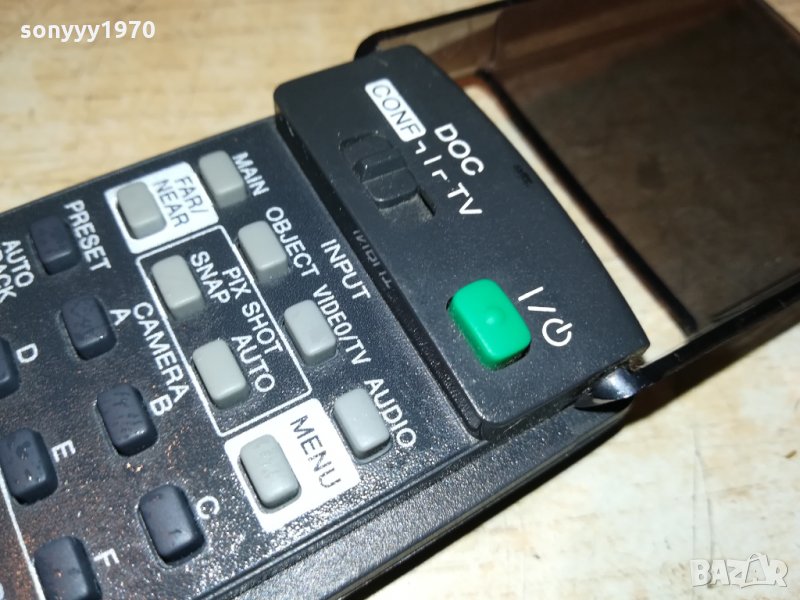 sonyyy1970
DOC
CONF
TV
I/
MAIN
FAR/
NEAR
OBJECT
INPUT
VIDEO/TV
PRESET
AUTO
PIX SHOT
SNAP
AUTO
AUDIO
CAMERA
MENU
A
B
C
D
E
F
BAZAR